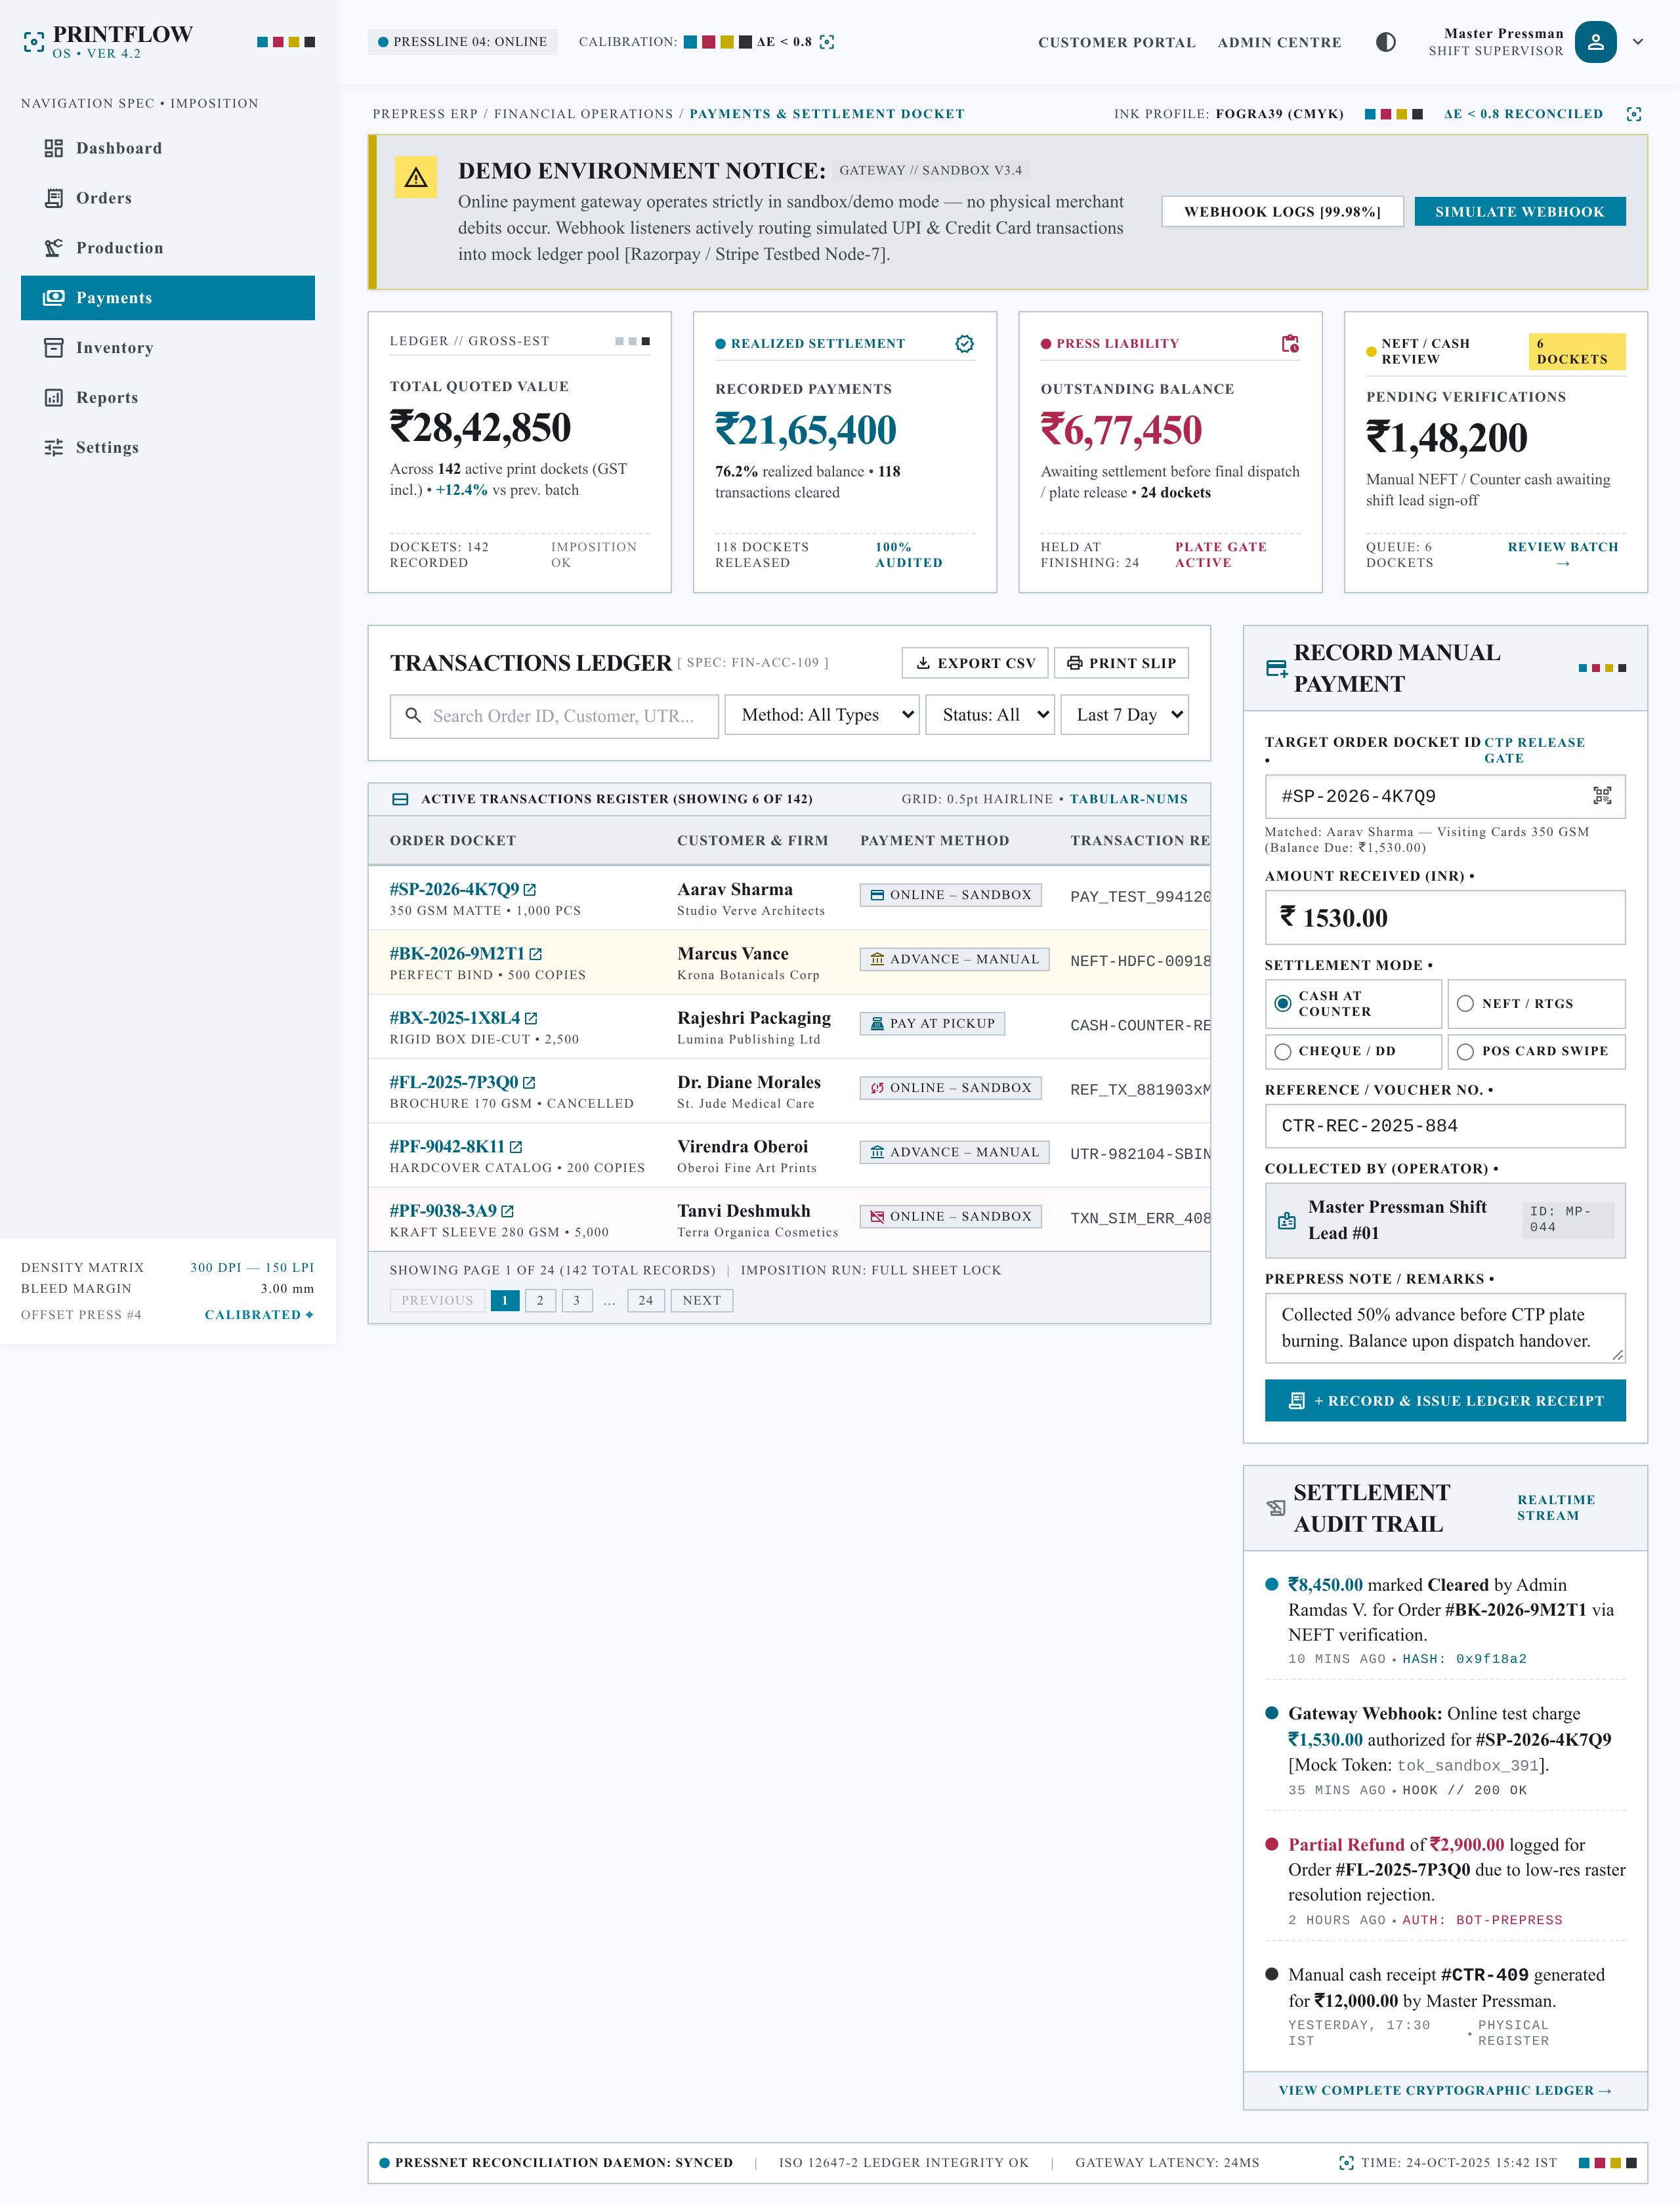 PRINTFLOW
OS • VER 4.2
NAVIGATION SPEC • IMPOSITION
Dashboard
Orders
Production
Payments
Inventory
Reports
Settings
DENSITY MATRIX 300 DPI — 150 LPI
BLEED MARGIN 3.00 mm
OFFSET PRESS #4 CALIBRATED ⌖
PRESSLINE 04: ONLINE
CALIBRATION: ΔE < 0.8
CUSTOMER PORTAL
ADMIN CENTRE
Master Pressman
SHIFT SUPERVISOR
PREPRESS ERP / FINANCIAL OPERATIONS / PAYMENTS & SETTLEMENT DOCKET
INK PROFILE: FOGRA39 (CMYK) ΔE < 0.8 RECONCILED
DEMO ENVIRONMENT NOTICE: GATEWAY // SANDBOX V3.4
Online payment gateway operates strictly in sandbox/demo mode — no physical merchant
debits occur. Webhook listeners actively routing simulated UPI & Credit Card transactions
into mock ledger pool [Razorpay / Stripe Testbed Node-7].
WEBHOOK LOGS [99.98%]
SIMULATE WEBHOOK
LEDGER // GROSS-EST
TOTAL QUOTED VALUE
₹28,42,850
Across 142 active print dockets (GST
incl.) • +12.4% vs prev. batch
DOCKETS: 142
RECORDED
IMPOSITION
OK
REALIZED SETTLEMENT
RECORDED PAYMENTS
₹21,65,400
76.2% realized balance • 118
transactions cleared
118 DOCKETS
RELEASED
100%
AUDITED
PRESS LIABILITY
OUTSTANDING BALANCE
₹6,77,450
Awaiting settlement before final dispatch
/ plate release • 24 dockets
HELD AT
FINISHING: 24
PLATE GATE
ACTIVE
NEFT / CASH
REVIEW
6
DOCKETS
PENDING VERIFICATIONS
₹1,48,200
Manual NEFT / Counter cash awaiting
shift lead sign-off
QUEUE: 6
DOCKETS
REVIEW BATCH
→
TRANSACTIONS LEDGER [ SPEC: FIN-ACC-109 ]
EXPORT CSV
PRINT SLIP
Search Order ID, Customer, UTR...
Method: All Types
Status: All
Last 7 Day
ACTIVE TRANSACTIONS REGISTER (SHOWING 6 OF 142)
GRID: 0.5pt HAIRLINE • TABULAR-NUMS
ORDER DOCKET CUSTOMER & FIRM PAYMENT METHOD TRANSACTION RE
#SP-2026-4K7Q9 Aarav Sharma ONLINE – SANDBOX PAY_TEST_994120
350 GSM MATTE • 1,000 PCS Studio Verve Architects
#BK-2026-9M2T1 Marcus Vance ADVANCE – MANUAL NEFT-HDFC-00918
PERFECT BIND • 500 COPIES Krona Botanicals Corp
#BX-2025-1X8L4 Rajeshri Packaging PAY AT PICKUP CASH-COUNTER-RE
RIGID BOX DIE-CUT • 2,500 Lumina Publishing Ltd
#FL-2025-7P3Q0 Dr. Diane Morales ONLINE – SANDBOX REF_TX_881903xM
BROCHURE 170 GSM • CANCELLED St. Jude Medical Care
#PF-9042-8K11 Virendra Oberoi ADVANCE – MANUAL UTR-982104-SBIN
HARDCOVER CATALOG • 200 COPIES Oberoi Fine Art Prints
#PF-9038-3A9 Tanvi Deshmukh ONLINE – SANDBOX TXN_SIM_ERR_408
KRAFT SLEEVE 280 GSM • 5,000 Terra Organica Cosmetics
SHOWING PAGE 1 OF 24 (142 TOTAL RECORDS) | IMPOSITION RUN: FULL SHEET LOCK
PREVIOUS 1 2 3 ... 24 NEXT
RECORD MANUAL
PAYMENT
TARGET ORDER DOCKET ID
•
CTP RELEASE
GATE
#SP-2026-4K7Q9
Matched: Aarav Sharma — Visiting Cards 350 GSM
(Balance Due: ₹1,530.00)
AMOUNT RECEIVED (INR) •
₹ 1530.00
SETTLEMENT MODE •
CASH AT
COUNTER
NEFT / RTGS
CHEQUE / DD
POS CARD SWIPE
REFERENCE / VOUCHER NO. •
CTR-REC-2025-884
COLLECTED BY (OPERATOR) •
Master Pressman Shift
Lead #01
ID: MP-
044
PREPRESS NOTE / REMARKS •
Collected 50% advance before CTP plate
burning. Balance upon dispatch handover.
+ RECORD & ISSUE LEDGER RECEIPT
SETTLEMENT
AUDIT TRAIL
REALTIME
STREAM
₹8,450.00 marked Cleared by Admin
Ramdas V. for Order #BK-2026-9M2T1 via
NEFT verification.
10 MINS AGO • HASH: 0x9f18a2
Gateway Webhook: Online test charge
₹1,530.00 authorized for #SP-2026-4K7Q9
[Mock Token: tok_sandbox_391].
35 MINS AGO • HOOK // 200 OK
Partial Refund of ₹2,900.00 logged for
Order #FL-2025-7P3Q0 due to low-res raster
resolution rejection.
2 HOURS AGO • AUTH: BOT-PREPRESS
Manual cash receipt #CTR-409 generated
for ₹12,000.00 by Master Pressman.
YESTERDAY, 17:30
IST
• PHYSICAL
REGISTER
VIEW COMPLETE CRYPTOGRAPHIC LEDGER →
PRESSNET RECONCILIATION DAEMON: SYNCED | ISO 12647-2 LEDGER INTEGRITY OK | GATEWAY LATENCY: 24MS
TIME: 24-OCT-2025 15:42 IST